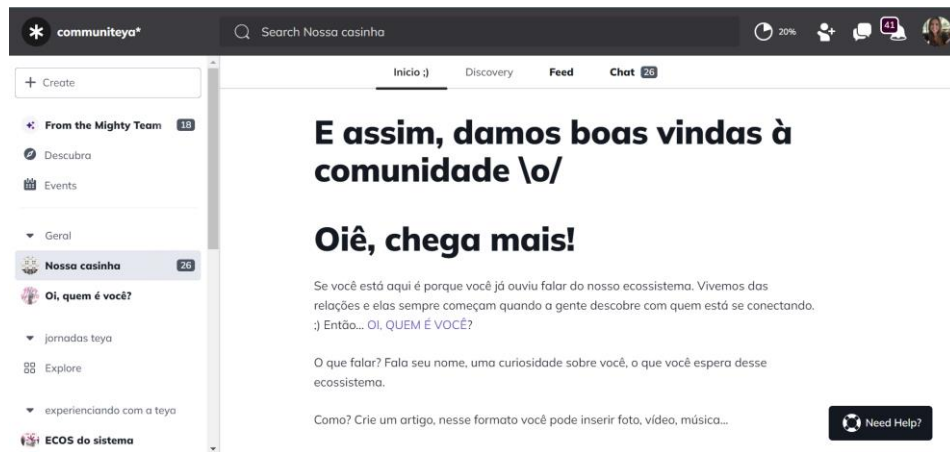 communiteya*
Search Nossa casinha
20%
41
Create
From the Mighty Team 18
Descubra
Events
Geral
Nossa casinha 26
Oi, quem é você?
jornadas teya
Explore
experienciando com a teya
ECOS do sistema
Inicio ;) Discovery Feed Chat 26
E assim, damos boas vindas à
comunidade \o/
Oiê, chega mais!
Se você está aqui é porque você já ouviu falar do nosso ecossistema. Vivemos das
relações e elas sempre começam quando a gente descobre com quem está se conectando.
;) Então... OI, QUEM É VOCÊ?
O que falar? Fala seu nome, uma curiosidade sobre você, o que você espera desse
ecossistema.
Como? Crie um artigo, nesse formato você pode inserir foto, vídeo, música...
Need Help?